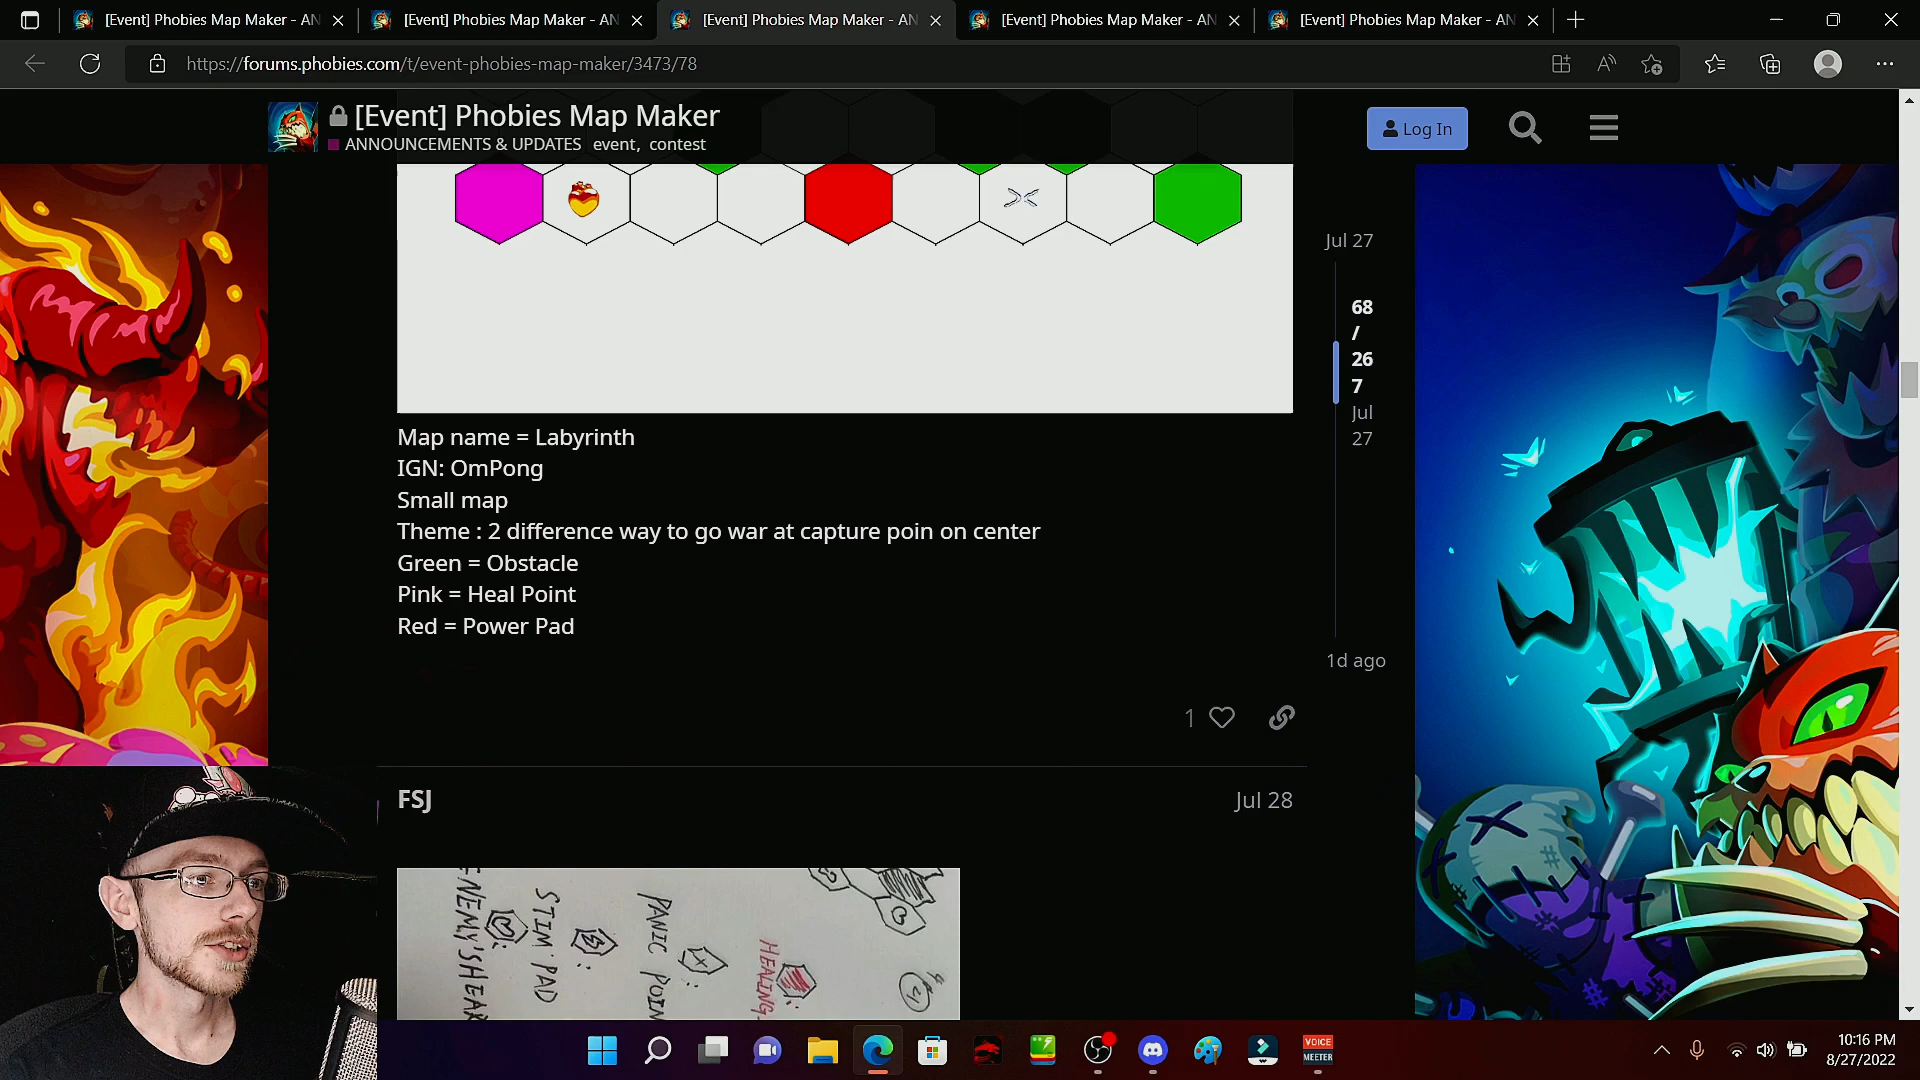 [Event] Phobies Map Maker - AN
[Event] Phobies Map Maker - AN
[Event] Phobies Map Maker - AN
[Event] Phobies Map Maker - AN
[Event] Phobies Map Maker - AN
https://forums.phobies.com/t/event-phobies-map-maker/3473/78
[Event] Phobies Map Maker
ANNOUNCEMENTS & UPDATES event, contest
Log In
Jul 27
68
/
26
7
Jul
27
1d ago
Map name = Labyrinth
IGN: OmPong
Small map
Theme : 2 difference way to go war at capture poin on center
Green = Obstacle
Pink = Heal Point
Red = Power Pad
1
FSJ
Jul 28
ENEMY'S HEAR
STIM PAD
PANIC POIN
HEALING
VOICE
MEETER
10:16 PM
8/27/2022